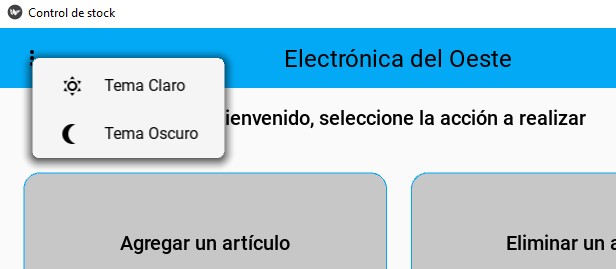 Control de stock
Electrónica del Oeste
Tema Claro
Tema Oscuro
ienvenido, seleccione la acción a realizar
Agregar un artículo
Eliminar un a